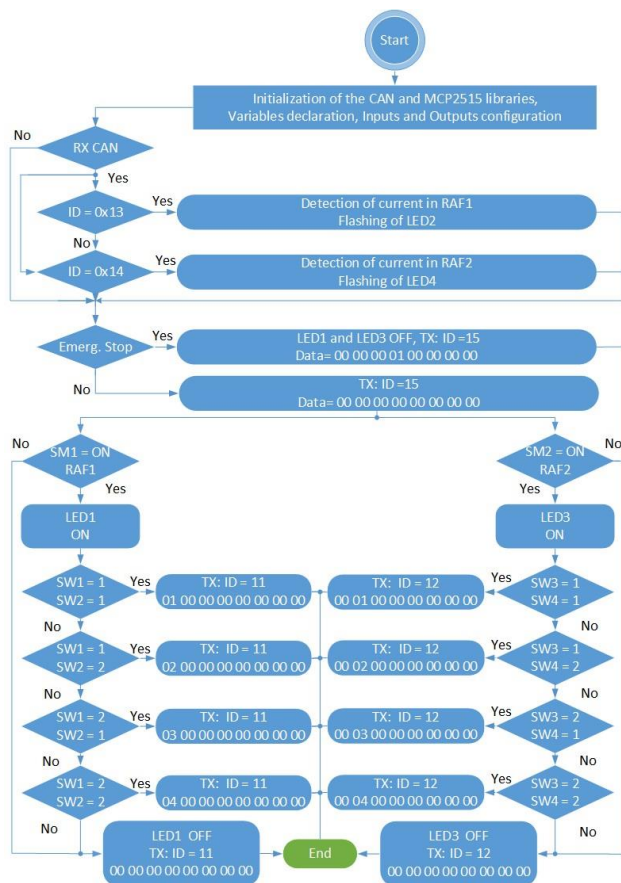 Start
Initialization of the CAN and MCP2515 libraries,
Variables declaration, Inputs and Outputs configuration
No
RX CAN
Yes
ID = 0x13
Yes
Detection of current in RAF1
Flashing of LED2
No
ID = 0x14
Yes
Detection of current in RAF2
Flashing of LED4
Emerg. Stop
Yes
LED1 and LED3 OFF, TX: ID =15
Data= 00 00 00 01 00 00 00 00
No
TX: ID =15
Data= 00 00 00 00 00 00 00 00
No
SM1 = ON
RAF1
Yes
SM2 = ON
RAF2
No
Yes
LED1
ON
LED3
ON
SW1 = 1
SW2 = 1
Yes
TX: ID = 11
01 00 00 00 00 00 00 00
TX: ID = 12
00 01 00 00 00 00 00 00
Yes
SW3 = 1
SW4 = 1
No
No
SW1 = 1
SW2 = 2
Yes
TX: ID = 11
02 00 00 00 00 00 00 00
TX: ID = 12
00 02 00 00 00 00 00 00
Yes
SW3 = 1
SW4 = 2
No
No
SW1 = 2
SW2 = 1
Yes
TX: ID = 11
03 00 00 00 00 00 00 00
TX: ID = 12
00 03 00 00 00 00 00 00
Yes
SW3 = 2
SW4 = 1
No
No
SW1 = 2
SW2 = 2
Yes
TX: ID = 11
04 00 00 00 00 00 00 00
TX: ID = 12
00 04 00 00 00 00 00 00
Yes
SW3 = 2
SW4 = 2
No
No
LED1 OFF
TX: ID = 11
00 00 00 00 00 00 00 00
End
LED3 OFF
TX: ID = 12
00 00 00 00 00 00 00 00